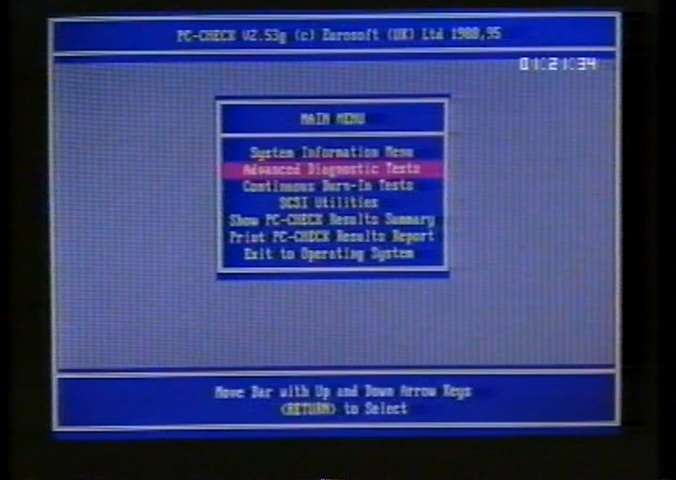 PC-CHECK V2.53g (c) Eurosoft (UK) Ltd 1988,95
01:21:34
MAIN MENU
System Information Menu
Advanced Diagnostic Tests
Continuous Burn-In Tests
SCSI Utilities
Show PC-CHECK Results Summary
Print PC-CHECK Results Report
Exit to Operating System
Move Bar with Up and Down Arrow Keys
<RETURN> to Select